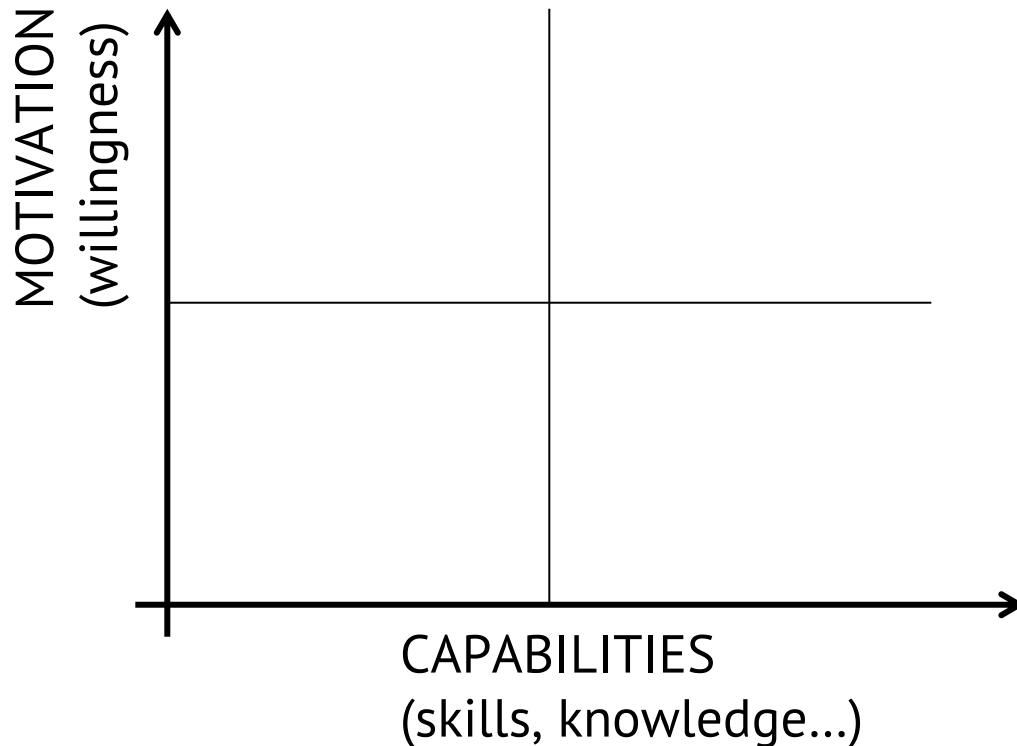 MOTIVATION
(willingness)
CAPABILITIES
(skills, knowledge...)